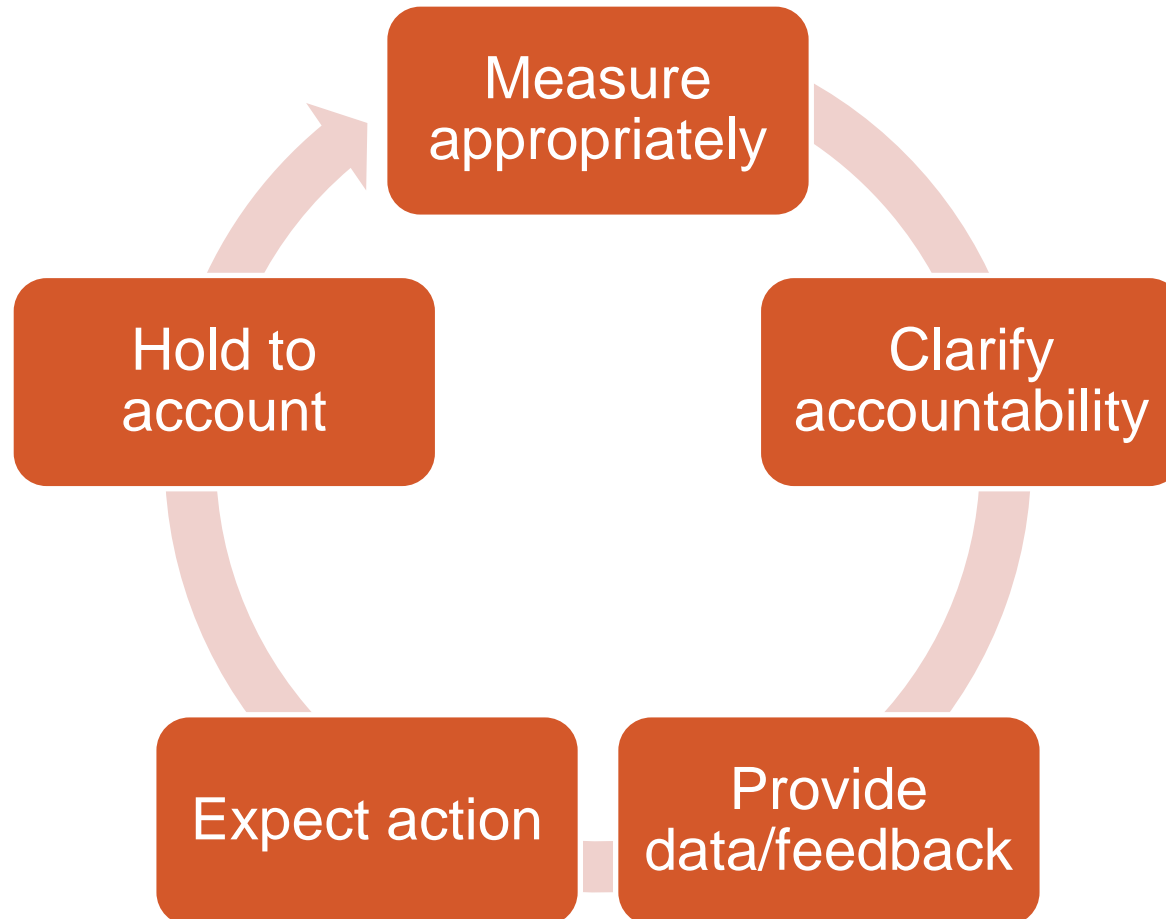 Measure
appropriately
Clarify
accountability
Provide
data/feedback
Expect action
Hold to
account